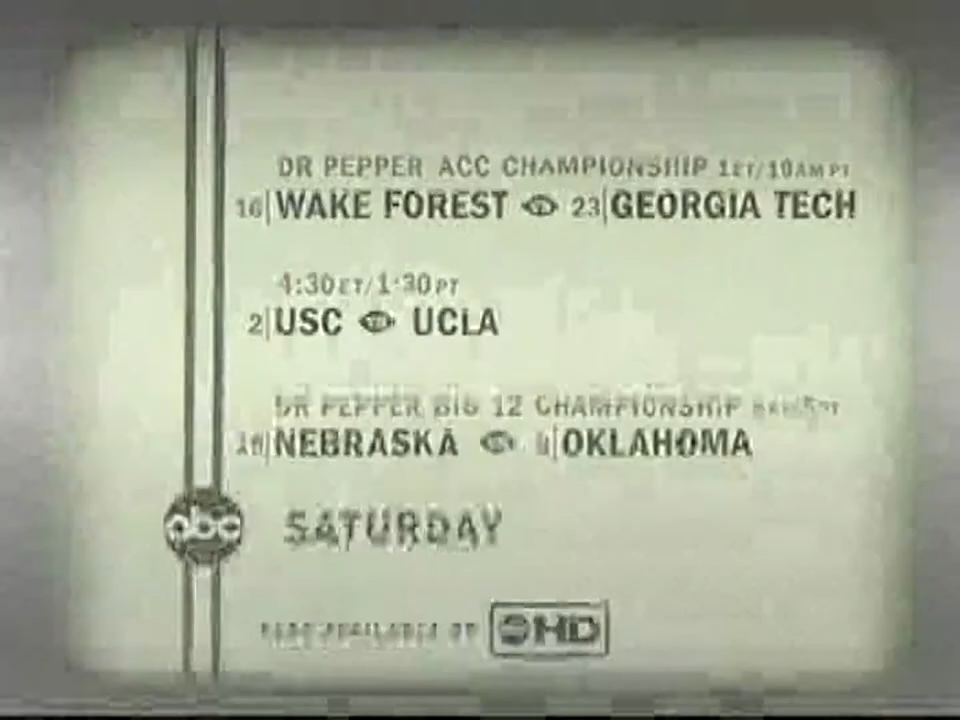 DR PEPPER ACC CHAMPIONSHIP 1ET/10AM PT
16 WAKE FOREST 23 GEORGIA TECH
4:30ET/1:30PT
2 USC UCLA
DR PEPPER BIG 12 CHAMPIONSHIP
NEBRASKA OKLAHOMA
abc SATURDAY
HD